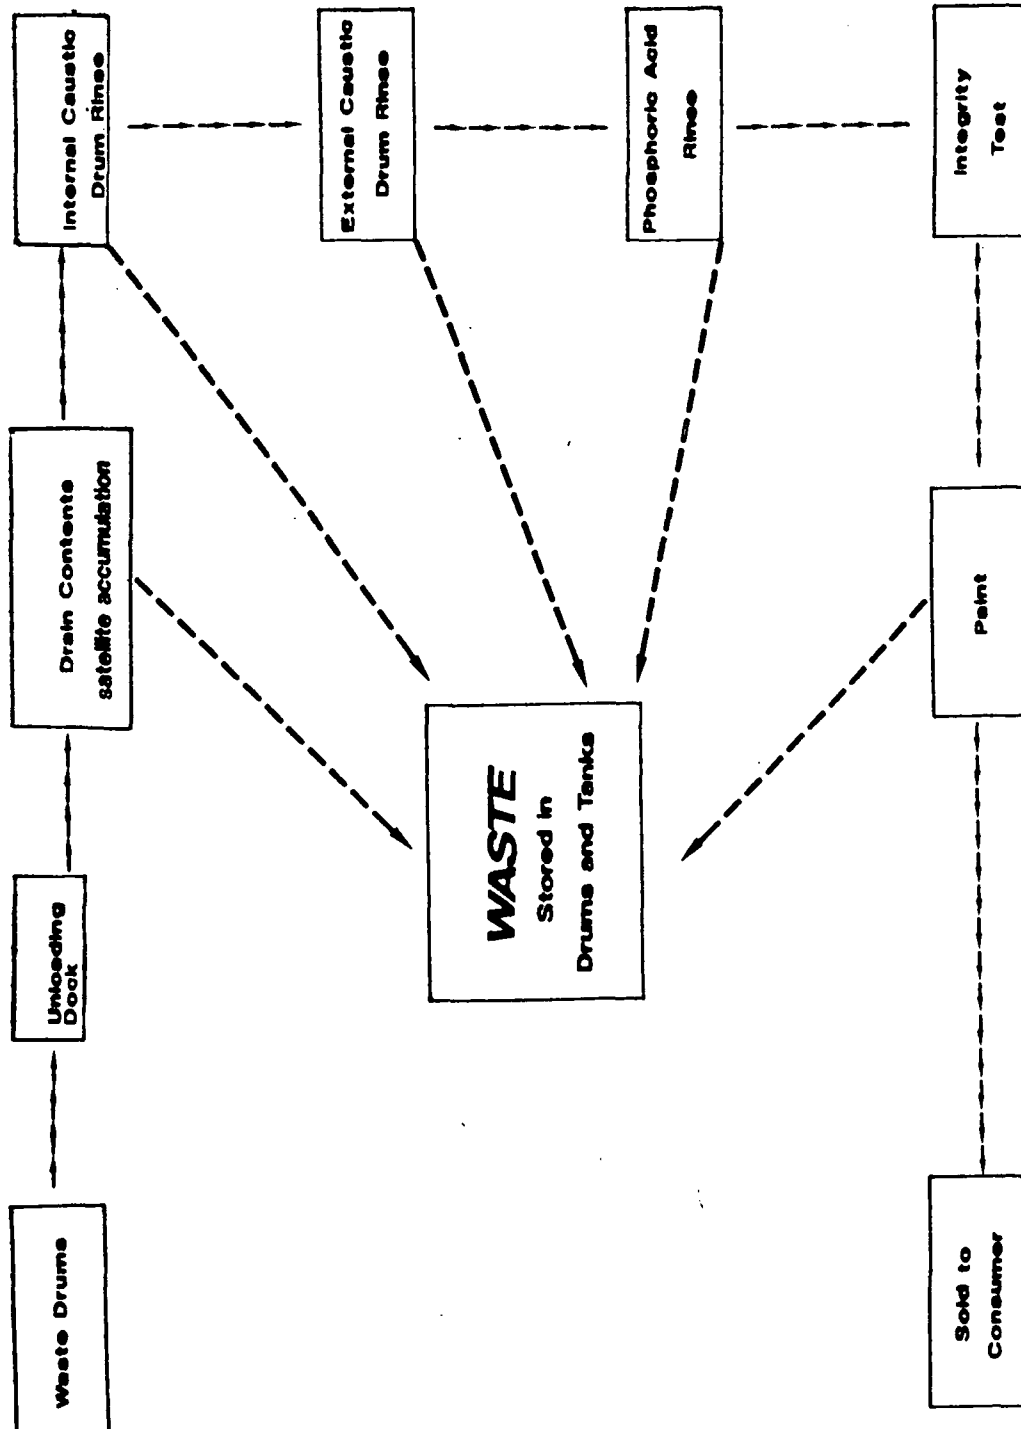 Waste Drums
Unloading
Dock
Drain Contents
satellite accumulation
Internal Caustic
Drum Rinse
External Caustic
Drum Rinse
Phosphoric Acid
Rinse
Integrity
Test
Paint
Sold to
Consumer
WASTE
Stored in
Drums and Tanks